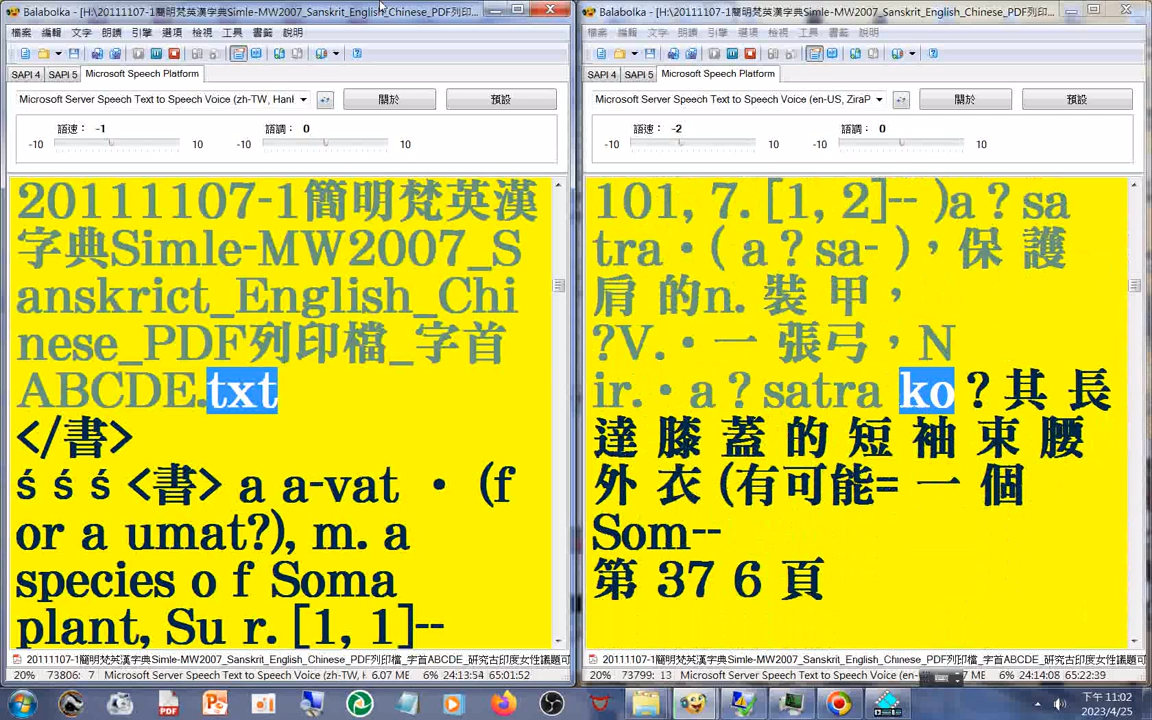 Balabolka - [H:\20111107-1簡明梵英漢字典Simle-MW2007_Sanskrit_English_Chinese_PDF列印...
檔案 編輯 文字 朗讀 引擎 選項 檢視 工具 書籤 說明
SAPI 4 SAPI 5 Microsoft Speech Platform
Microsoft Server Speech Text to Speech Voice (zh-TW, Hanl
關於 預設
語速： -1 語調： 0
-10 10 -10 10
20111107-1簡明梵英漢
字典Simle-MW2007_S
anskrict_English_Chi
nese_PDF列印檔_字首
ABCDE.txt
</書>
ś ś ś <書> a a-vat ‧ (f
or a umat?), m. a
species o f Soma
plant, Su r. [1, 1]--
20111107-1簡明梵英漢字典Simle-MW2007_Sanskrit_English_Chinese_PDF列印檔_字首ABCDE_研究古印度女性議題可
20% 73806: 7 Microsoft Server Speech Text to Speech Voice (zh-TW, H 6.07 MB 6% 24:13:54 65:01:52
Balabolka - [H:\20111107-1簡明梵英漢字典Simle-MW2007_Sanskrit_English_Chinese_PDF列印...
檔案 編輯 文字 朗讀 引擎 選項 檢視 工具 書籤 說明
SAPI 4 SAPI 5 Microsoft Speech Platform
Microsoft Server Speech Text to Speech Voice (en-US, ZiraP
關於 預設
語速： -2 語調： 0
-10 10 -10 10
101, 7. [1, 2]-- )a ? sa
tra‧( a ? sa- )，保 護
肩 的n. 裝 甲，
?V.‧一 張弓，N
ir.‧a ? satra ko ? 其 長
達 膝 蓋 的 短 袖 束 腰
外 衣 (有可能= 一 個
Som--
第 37 6 頁
20111107-1簡明梵英漢字典Simle-MW2007_Sanskrit_English_Chinese_PDF列印檔_字首ABCDE_研究古印度女性議題可
20% 73799: 13 Microsoft Server Speech Text to Speech Voice (en-US, 6% 24:14:08 65:22:39
下午 11:02
2023/4/25